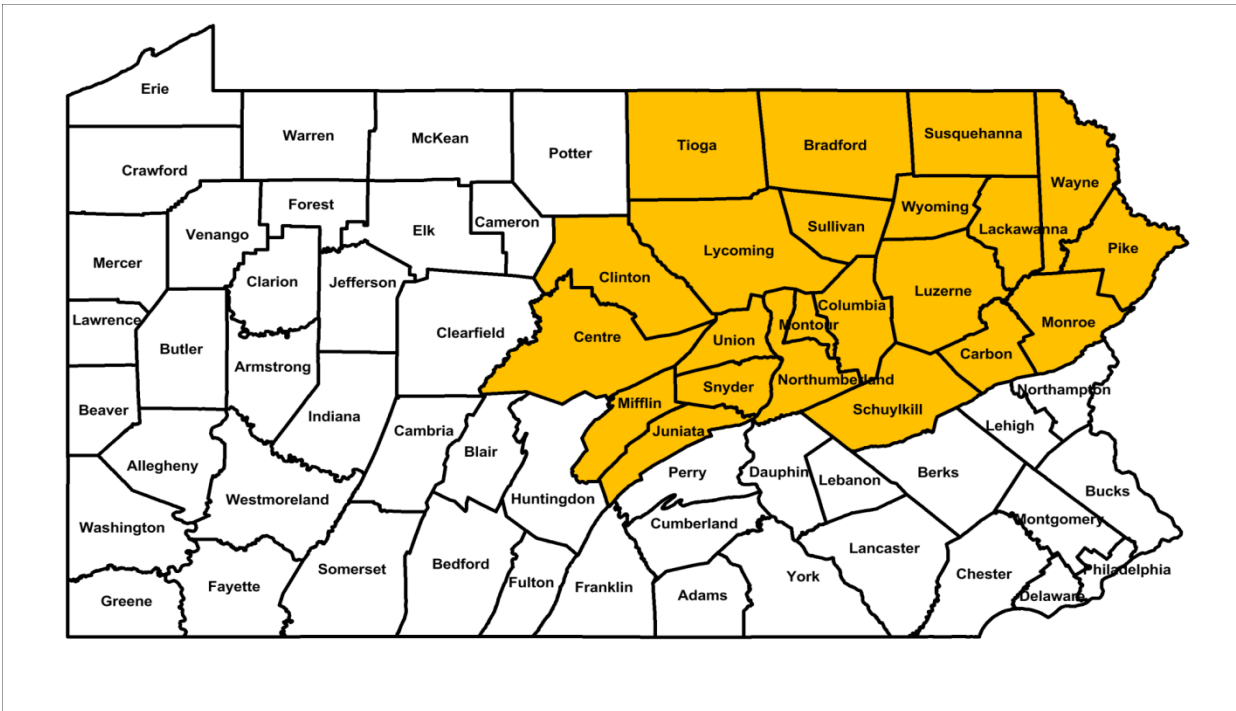 Erie
Warren
McKean
Potter
Tioga
Bradford
Susquehanna
Crawford
Wayne
Forest
Cameron
Wyoming
Venango
Elk
Sullivan
Lackawanna
Lycoming
Pike
Mercer
Clarion
Jefferson
Clinton
Luzerne
Columbia
Lawrence
Clearfield
Montour
Monroe
Butler
Centre
Union
Carbon
Armstrong
Snyder
Northumberland
Northampton
Beaver
Indiana
Mifflin
Schuylkill
Cambria
Juniata
Lehigh
Blair
Allegheny
Perry
Dauphin
Berks
Lebanon
Westmoreland
Huntingdon
Bucks
Washington
Cumberland
Montgomery
Lancaster
Somerset
Bedford
Philadelphia
Fayette
Fulton
Franklin
York
Chester
Greene
Adams
Delaware